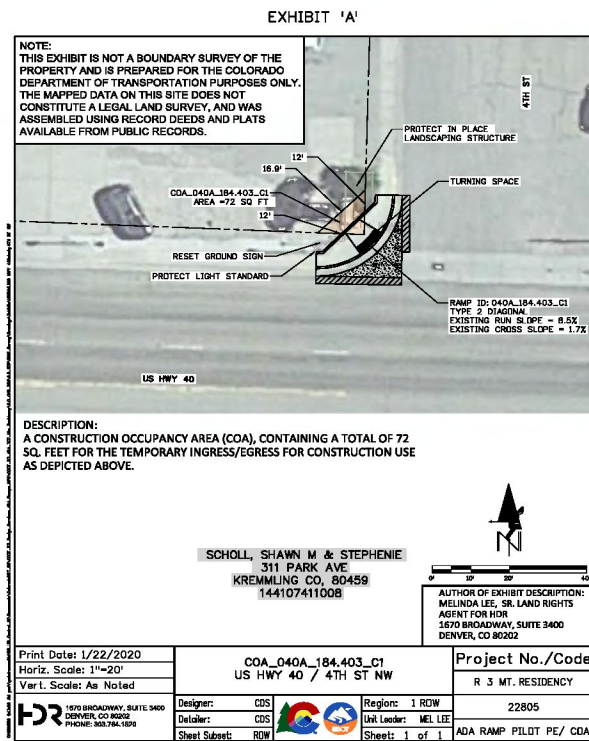 EXHIBIT 'A'
NOTE:
THIS EXHIBIT IS NOT A BOUNDARY SURVEY OF THE
PROPERTY AND IS PREPARED FOR THE COLORADO
DEPARTMENT OF TRANSPORTATION PURPOSES ONLY.
THE MAPPED DATA ON THIS SITE DOES NOT
CONSTITUTE A LEGAL LAND SURVEY, AND WAS
ASSEMBLED USING RECORD DEEDS AND PLATS
AVAILABLE FROM PUBLIC RECORDS.
4TH ST
PROTECT IN PLACE
LANDSCAPING STRUCTURE
12'
16.9'
TURNING SPACE
COA_040A_184.403_C1
AREA =72 SQ FT
12'
RESET GROUND SIGN
PROTECT LIGHT STANDARD
RAMP ID: 040A_184.403_C1
TYPE 2 DIAGONAL
EXISTING RUN SLOPE = 8.5%
EXISTING CROSS SLOPE = 1.7%
US HWY 40
DESCRIPTION:
A CONSTRUCTION OCCUPANCY AREA (COA), CONTAINING A TOTAL OF 72
SQ. FEET FOR THE TEMPORARY INGRESS/EGRESS FOR CONSTRUCTION USE
AS DEPICTED ABOVE.
N
SCHOLL, SHAWN M & STEPHENIE
311 PARK AVE
KREMMLING CO, 80459
144107411008
0' 10' 20' 40
AUTHOR OF EXHIBIT DESCRIPTION:
MELINDA LEE, SR. LAND RIGHTS
AGENT FOR HDR
1670 BROADWAY, SUITE 3400
DENVER, CO 80202
Print Date: 1/22/2020
Horiz. Scale: 1"=20'
Vert. Scale: As Noted
HDR
1670 BROADWAY, SUITE 3400
DENVER, CO 80202
PHONE: 303.764.1520
COA_040A_184.403_C1
US HWY 40 / 4TH ST NW
Designer: CDS
Detailer: CDS
Sheet Subset: ROW
Region: 1 ROW
Unit Leader: MEL LEE
Sheet: 1 of 1
Project No./Code
R 3 MT. RESIDENCY
22805
ADA RAMP PILOT PE/ CDA